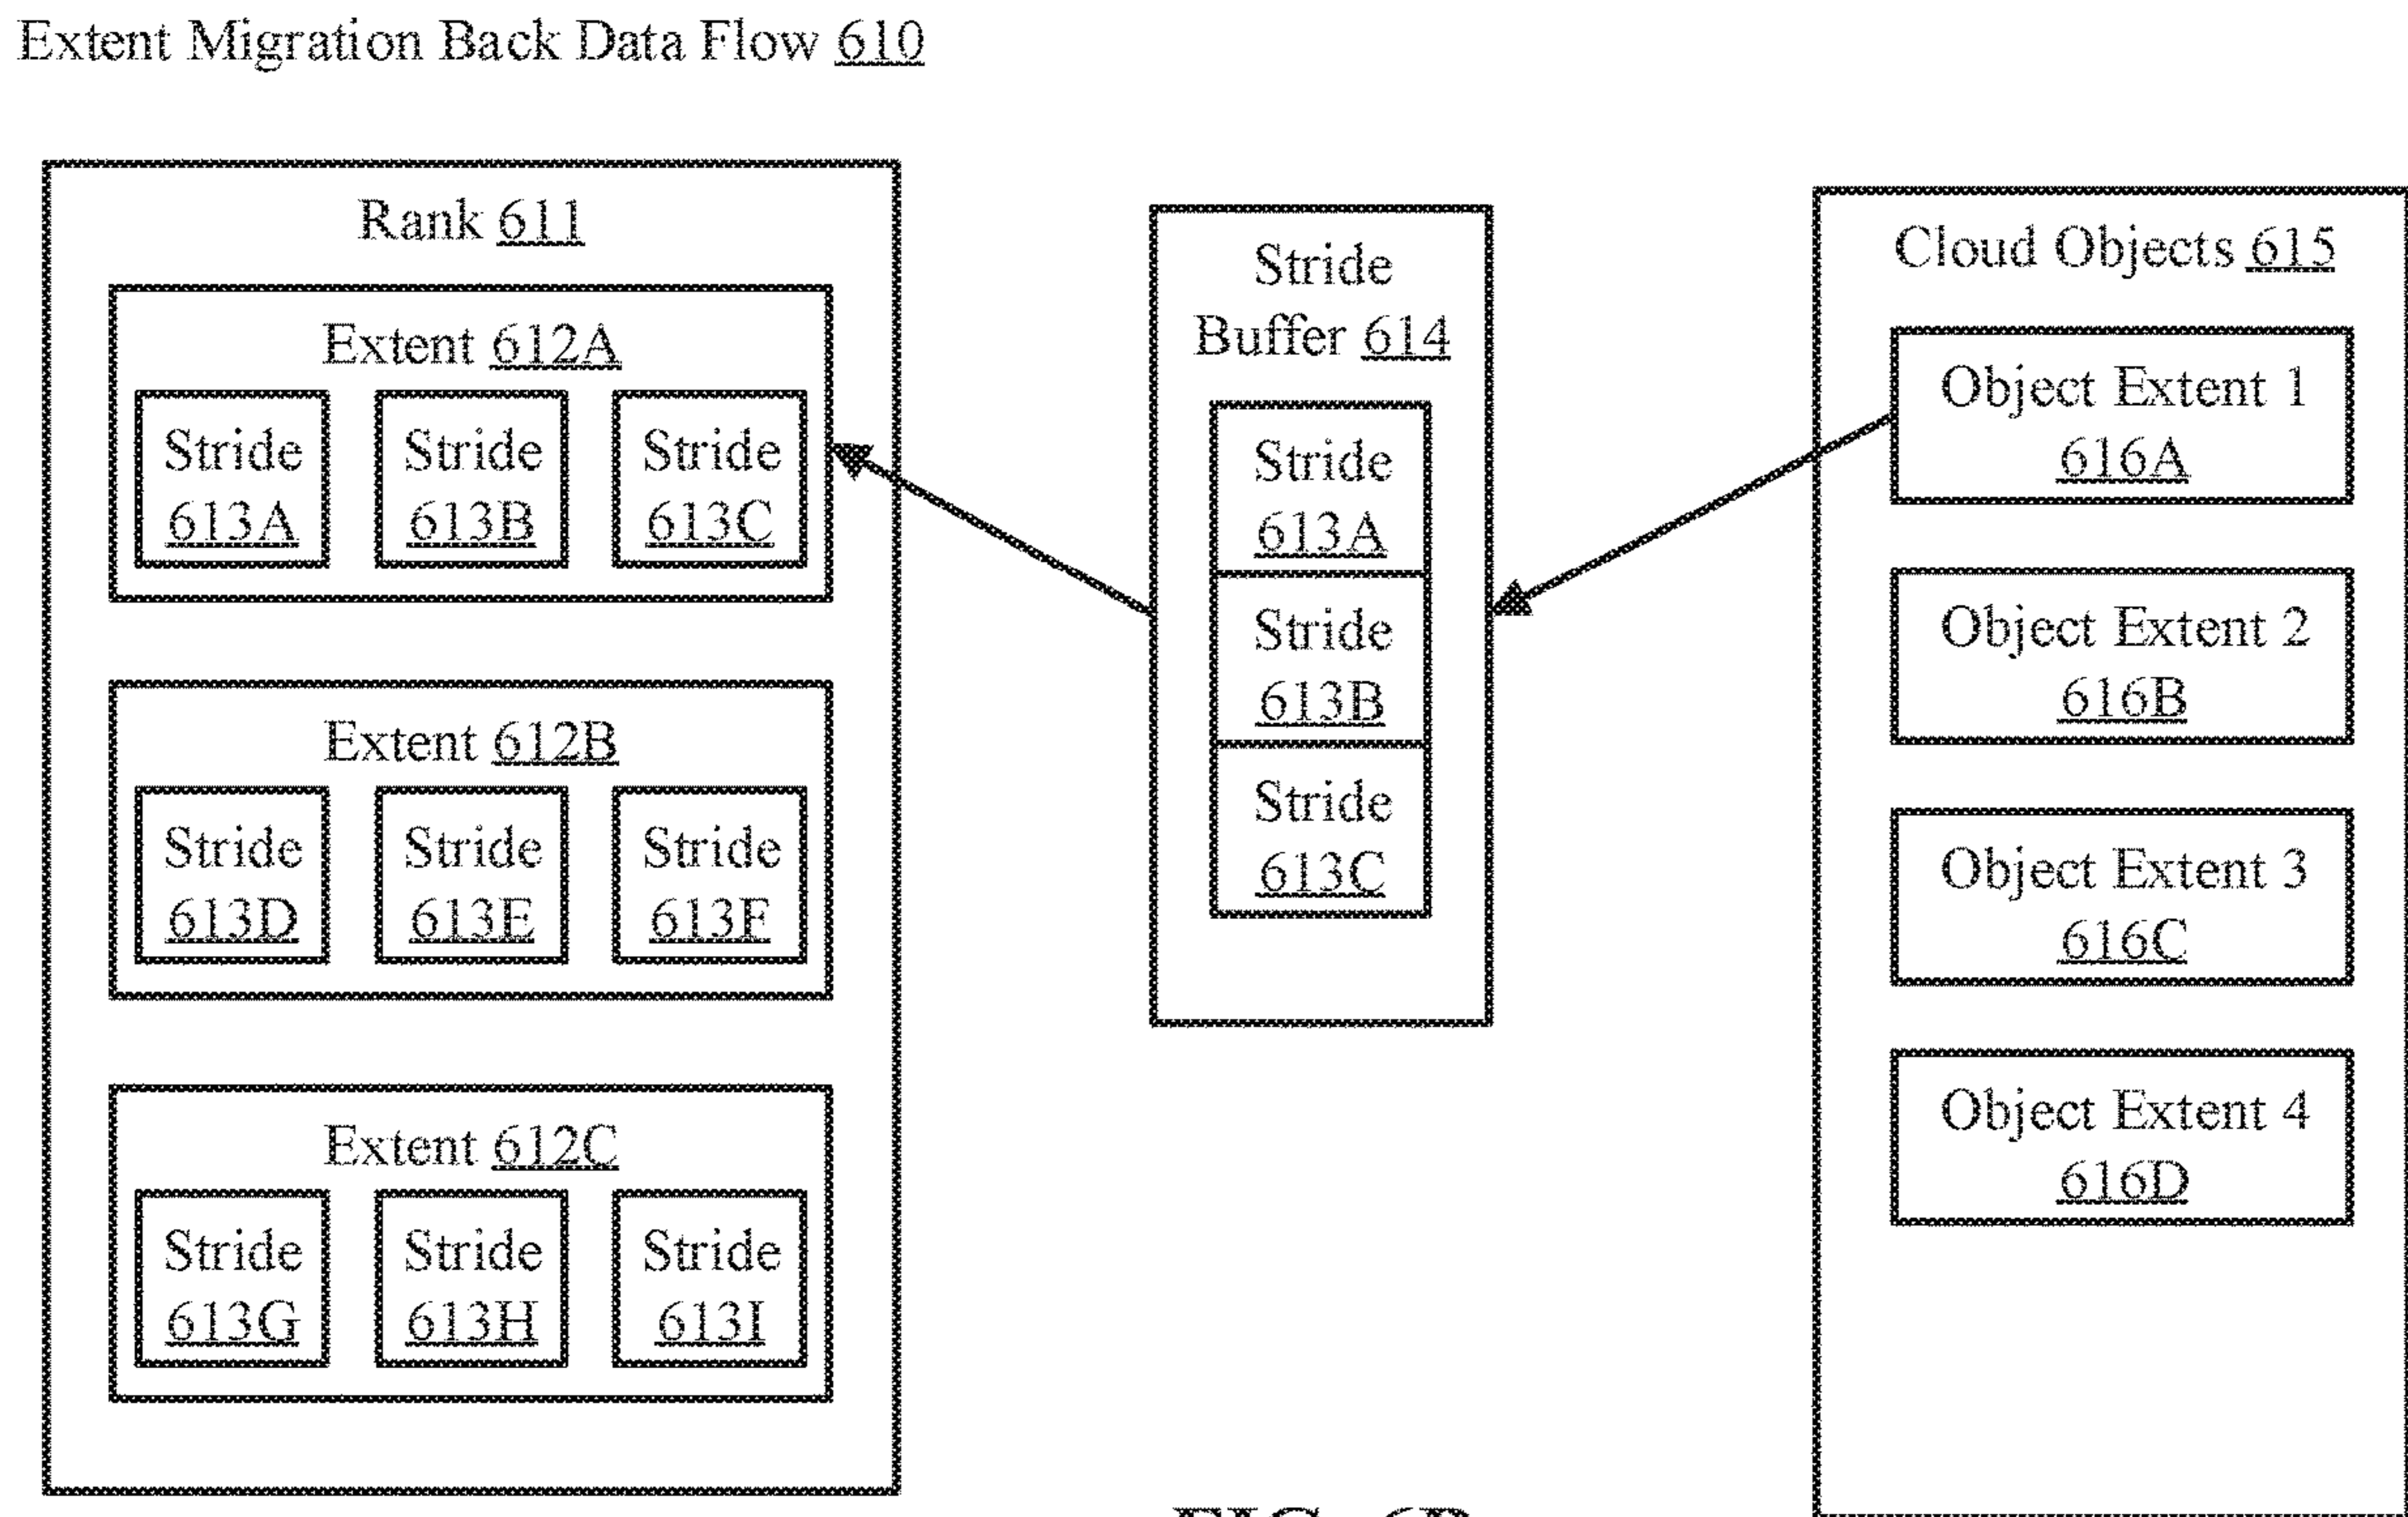 Extent Migration Back Data Flow 610
Rank 611
Extent 612A
Stride 613A
Stride 613B
Stride 613C
Extent 612B
Stride 613D
Stride 613E
Stride 613F
Extent 612C
Stride 613G
Stride 613H
Stride 613I
Stride
Buffer 614
Stride
613A
Stride
613B
Stride
613C
Cloud Objects 615
Object Extent 1
616A
Object Extent 2
616B
Object Extent 3
616C
Object Extent 4
616D